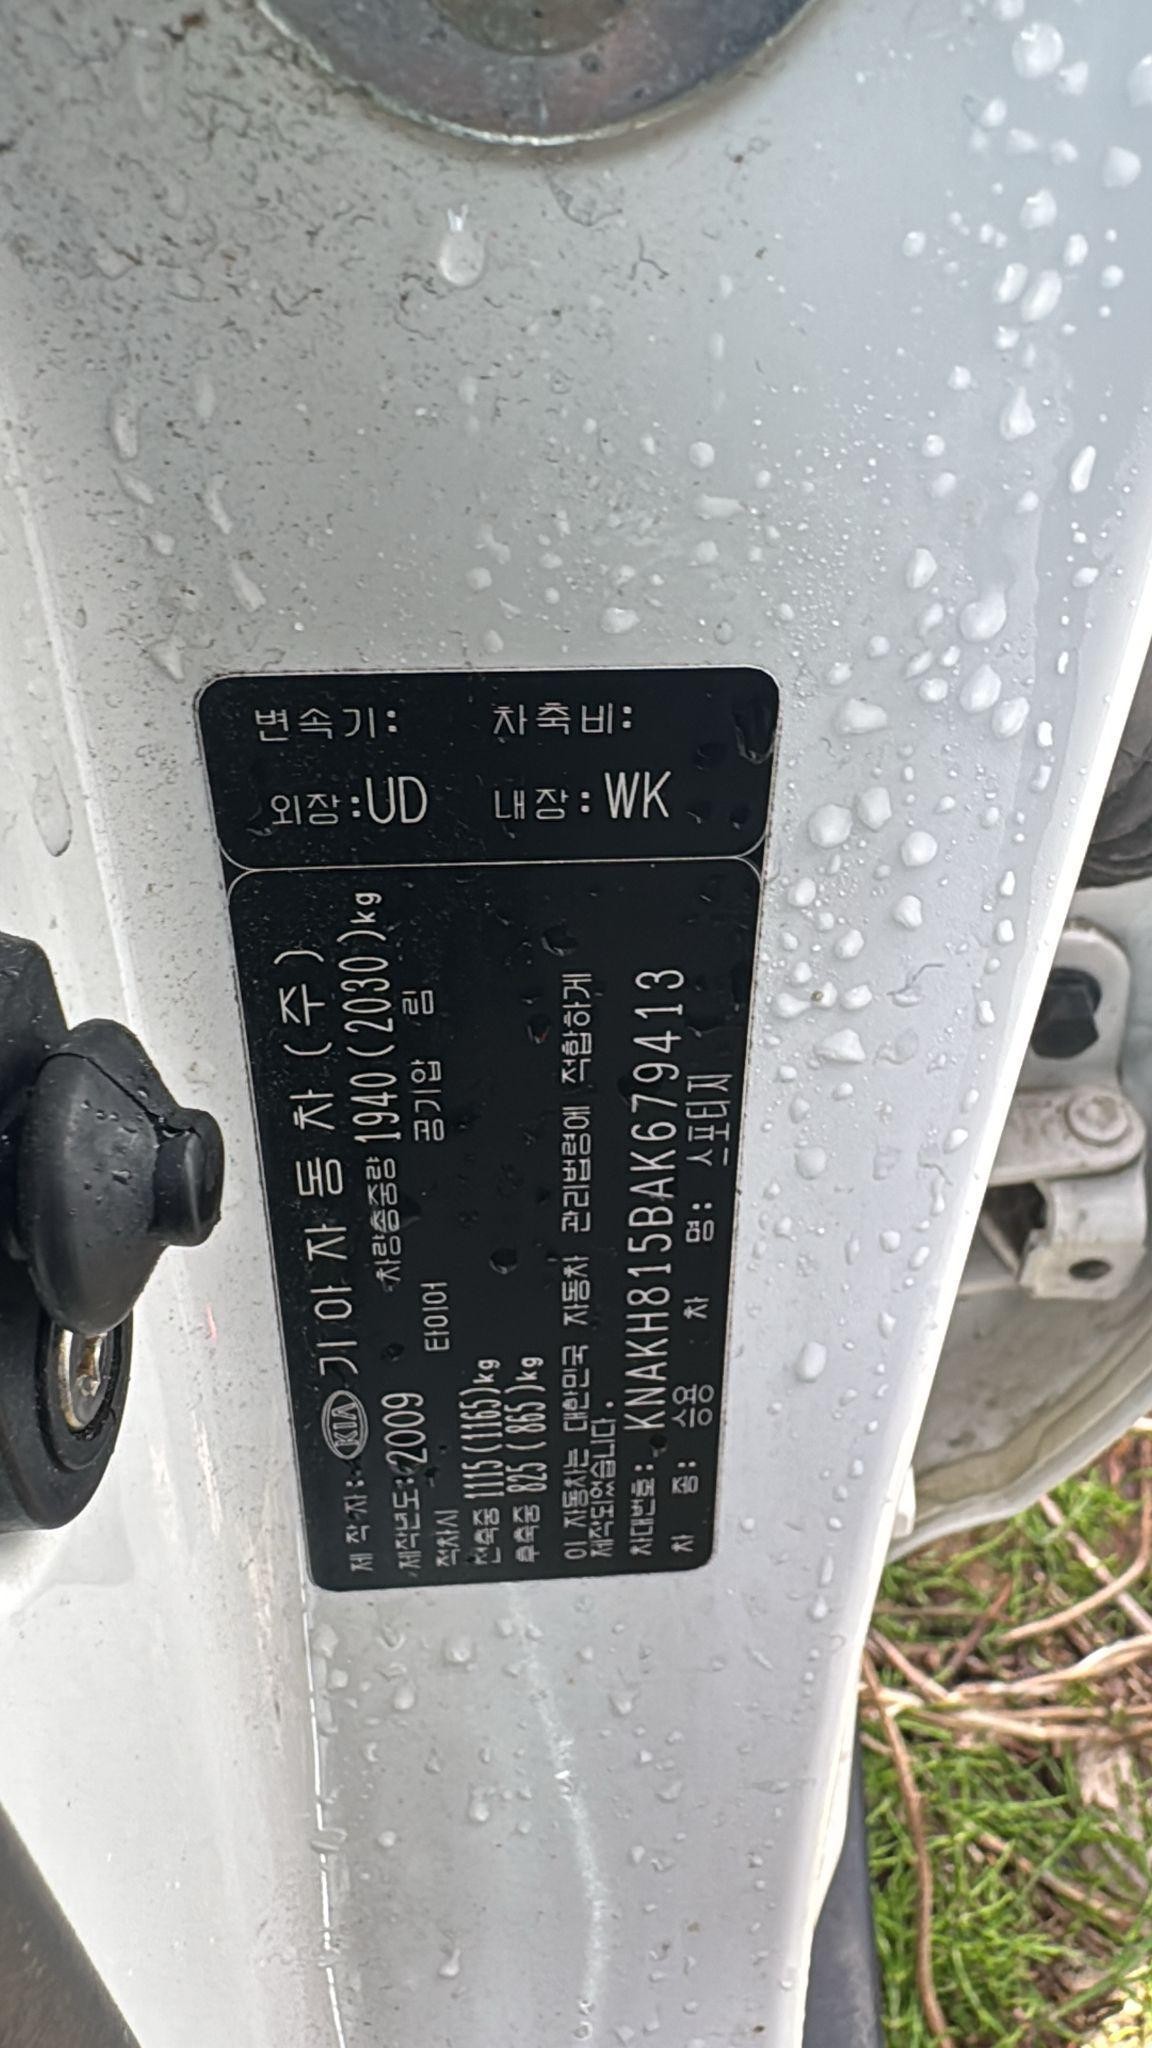 변속기: 차축비:
외장:UD 내장:WK
제 작 자: KIA 기아자동차(주)
제작년도:2009 차량총중량 1940(2030)kg
적차시 타이어 공기압 림
전축중 1115(1165)kg
후축중 825(865)kg
이 자동차는 대한민국 자동차 관리법령에 적합하게
제작되었습니다.
차대번호: KNAKH815BAK679413
차 종: 승용 차 명: 스포티지